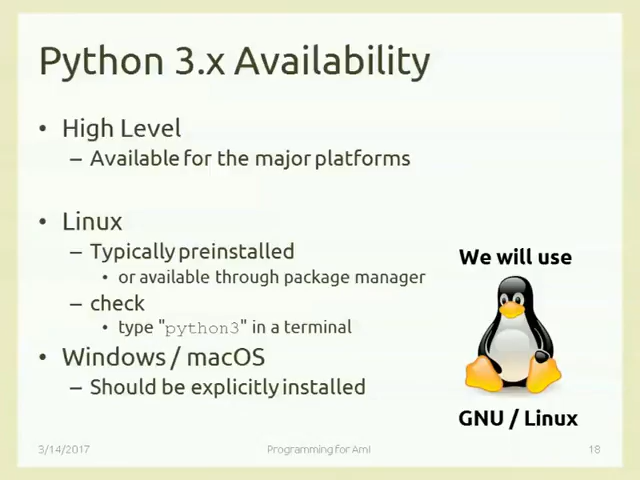 Python 3.x Availability
• High Level
– Available for the major platforms
• Linux
– Typically preinstalled
• or available through package manager
– check
• type "python3" in a terminal
• Windows / macOS
– Should be explicitly installed
We will use
GNU / Linux
3/14/2017
Programming for AmI
18